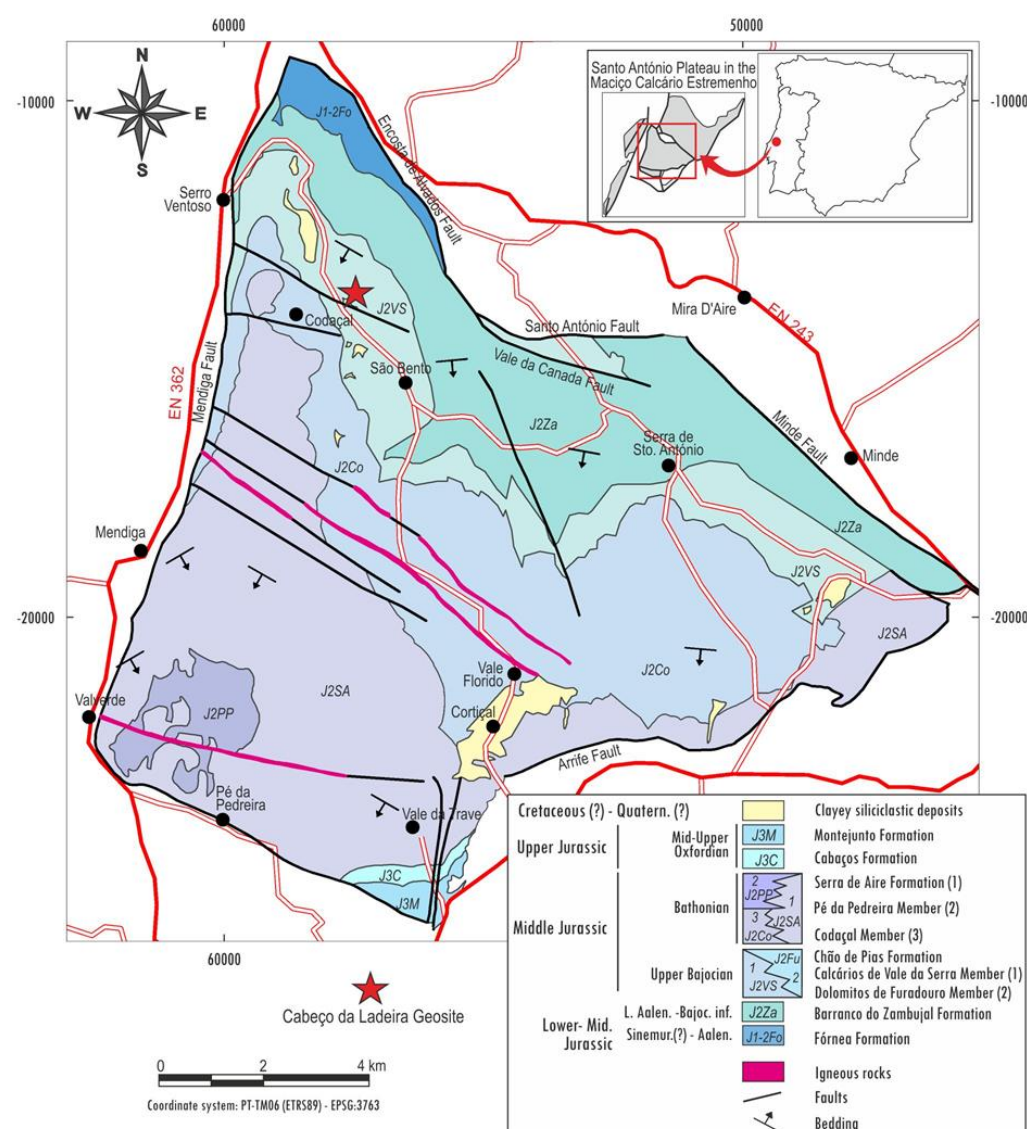 60000
50000
N
W
E
S
-10000
-10000
Santo António Plateau in the
Maciço Calcário Estremenho
J1-2Fo
Encosta de Alvados Fault
Serro
Ventoso
J2VS
Mira D'Aire
EN 243
Codaçal
Santo António Fault
Vale da Canada Fault
Mendiga Fault
EN 362
São Bento
J2Za
Serra de
Sto. António
Minde Fault
Minde
J2Co
J2Za
Mendiga
J2VS
-20000
-20000
J2SA
J2Co
Vale
Florido
J2SA
Valverde
J2PP
Cortiçal
Arrife Fault
Pé da
Pedreira
Vale da Trave
J3C
J3M
60000
Cabeço da Ladeira Geosite
0 2 4 km
Coordinate system: PT-TM06 (ETRS89) - EPSG:3763
Cretaceous (?) - Quatern. (?)
Clayey siliciclastic deposits
Upper Jurassic
Mid-Upper
Oxfordian
J3M
Montejunto Formation
J3C
Cabaços Formation
Middle Jurassic
Bathonian
2
J2PP
1
3
J2SA
J2Co
Serra de Aire Formation (1)
Pé da Pedreira Member (2)
Codaçal Member (3)
Upper Bajocian
1
J2Fu
J2VS
2
Chão de Pias Formation
Calcários de Vale da Serra Member (1)
Dolomitos de Furadouro Member (2)
Lower- Mid.
Jurassic
L. Aalen. -Bajoc. inf.
J2Za
Barranco do Zambujal Formation
Sinemur.(?) - Aalen.
J1-2Fo
Fórnea Formation
Igneous rocks
Faults
Bedding